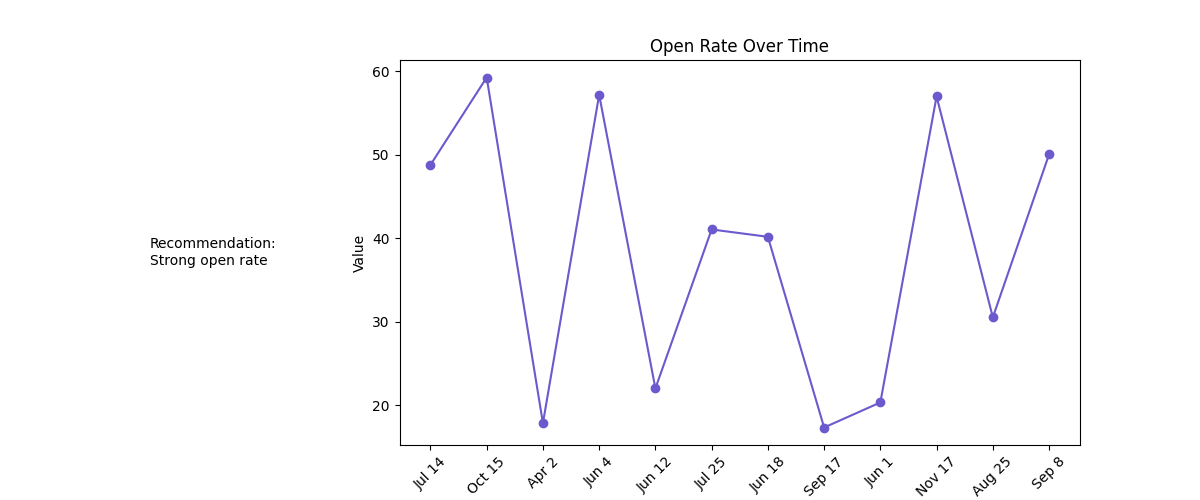 Open Rate Over Time
Recommendation:
Strong open rate
Value
60
50
40
30
20
Jul 14
Oct 15
Apr 2
Jun 4
Jun 12
Jul 25
Jun 18
Sep 17
Jun 1
Nov 17
Aug 25
Sep 8